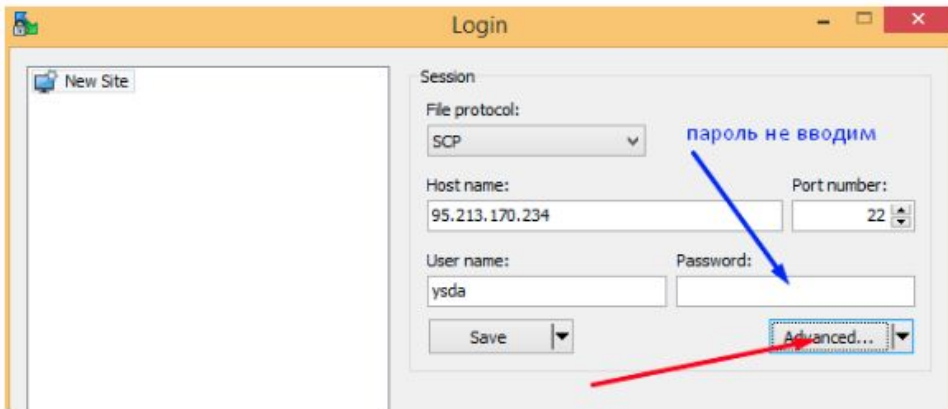 Login
New Site
Session
File protocol:
SCP
пароль не вводим
Host name:
Port number:
95.213.170.234
22
User name:
Password:
ysda
Save
Advanced...